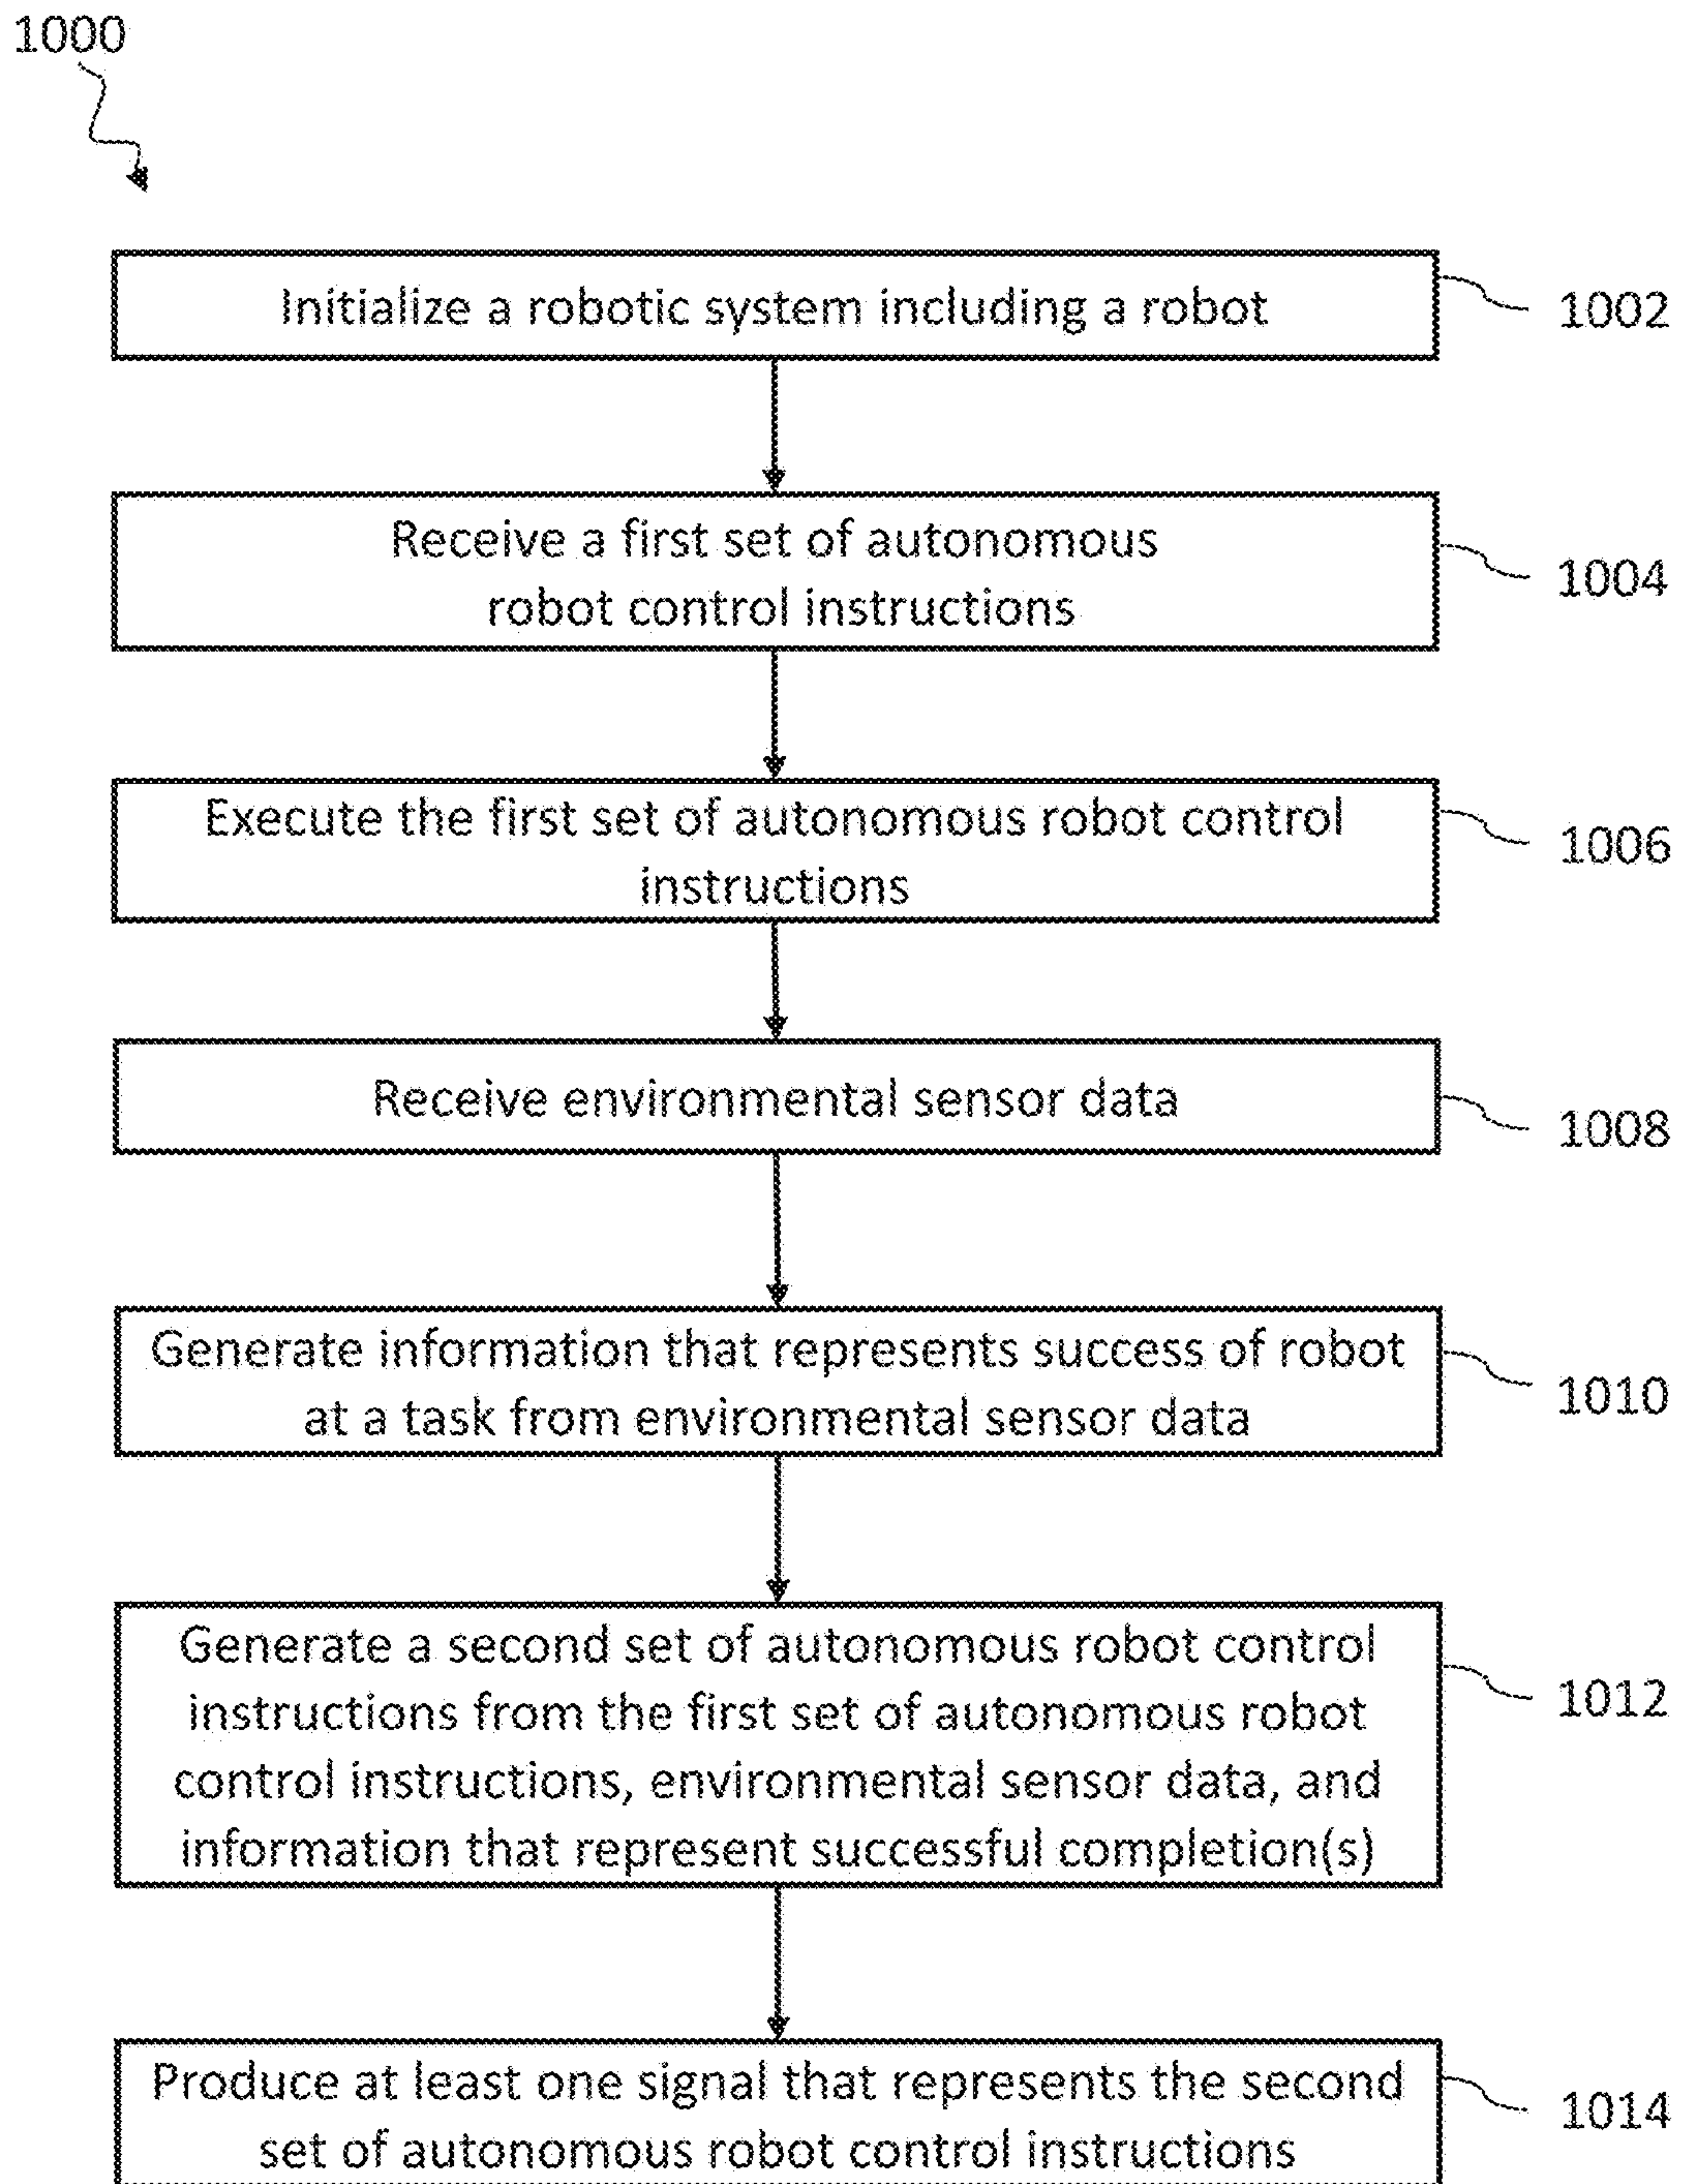 1000
Initialize a robotic system including a robot
1002
Receive a first set of autonomous
robot control instructions
1004
Execute the first set of autonomous robot control
instructions
1006
Receive environmental sensor data
1008
Generate information that represents success of robot
at a task from environmental sensor data
1010
Generate a second set of autonomous robot control
instructions from the first set of autonomous robot
control instructions, environmental sensor data, and
information that represent successful completion(s)
1012
Produce at least one signal that represents the second
set of autonomous robot control instructions
1014